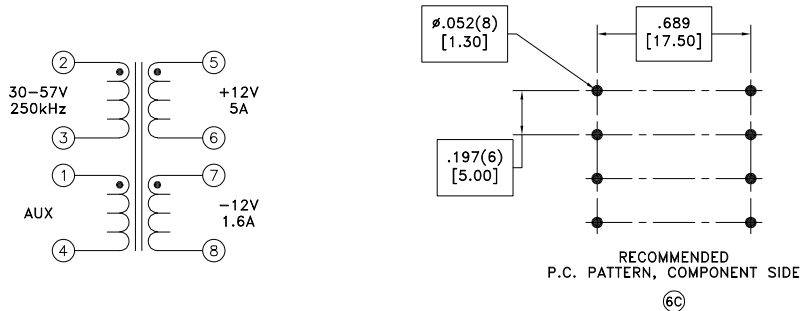 2
5
30-57V
250kHz
+12V
5A
3
6
1
7
AUX
-12V
1.6A
4
8
ø.052(8)
[1.30]
.689
[17.50]
.197(6)
[5.00]
RECOMMENDED
P.C. PATTERN, COMPONENT SIDE
6C